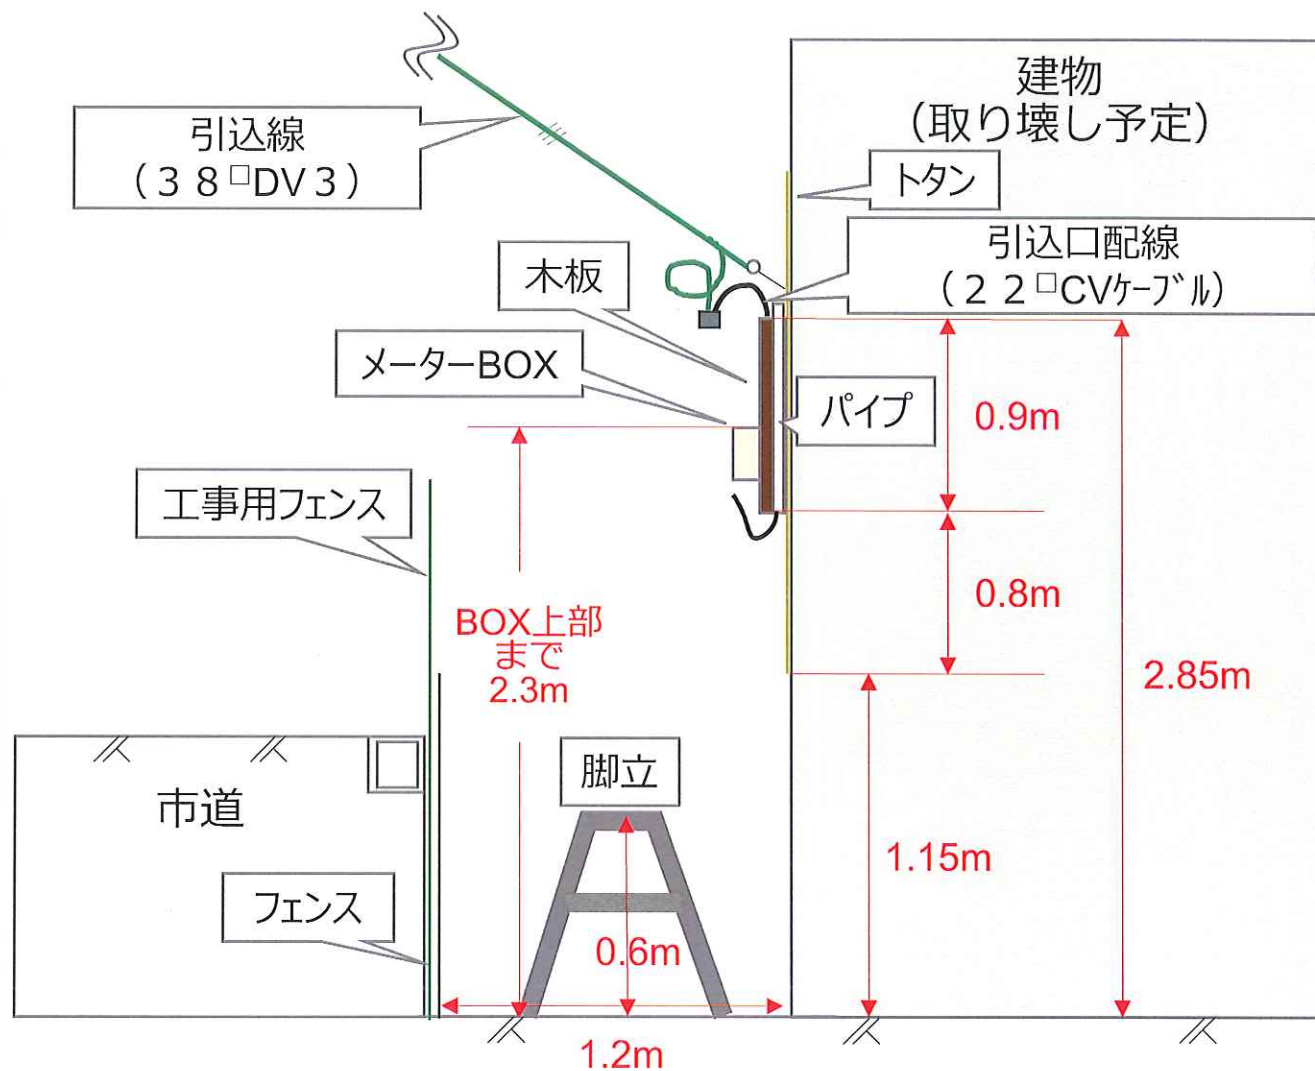 建物
（取り壊し予定）
引込線
（３８□DV３）
トタン
引込口配線
（２２□CVｹｰﾌﾞﾙ）
木板
メーターBOX
パイプ
0.9m
工事用フェンス
0.8m
BOX上部
まで
2.3m
2.85m
脚立
市道
1.15m
フェンス
0.6m
1.2m